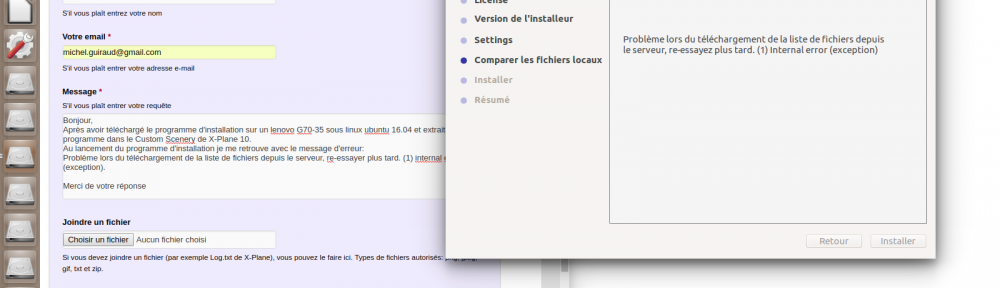 S'il vous plaît entrez votre nom
Votre email *
michel.guiraud@gmail.com
S'il vous plaît entrer votre adresse e-mail
Message *
S'il vous plaît entrer votre requête
Bonjour,
Après avoir téléchargé le programme d'installation sur un lenovo G70-35 sous linux ubuntu 16.04 et extrait
programme dans le Custom Scenery de X-Plane 10.
Au lancement du programme d'installation je me retrouve avec le message d'erreur:
Problème lors du téléchargement de la liste de fichiers depuis le serveur, re-essayer plus tard. (1) internal
(exception).
Merci de votre réponse
Joindre un fichier
Choisir un fichier Aucun fichier choisi
Si vous devez joindre un fichier (par exemple Log.txt de X-Plane), vous pouvez le faire ici. Types de fichiers autorisés:
gif, txt et zip.
License
Version de l'installeur
Settings
Comparer les fichiers locaux
Installer
Résumé
Problème lors du téléchargement de la liste de fichiers depuis
le serveur, re-essayez plus tard. (1) Internal error (exception)
Retour
Installer